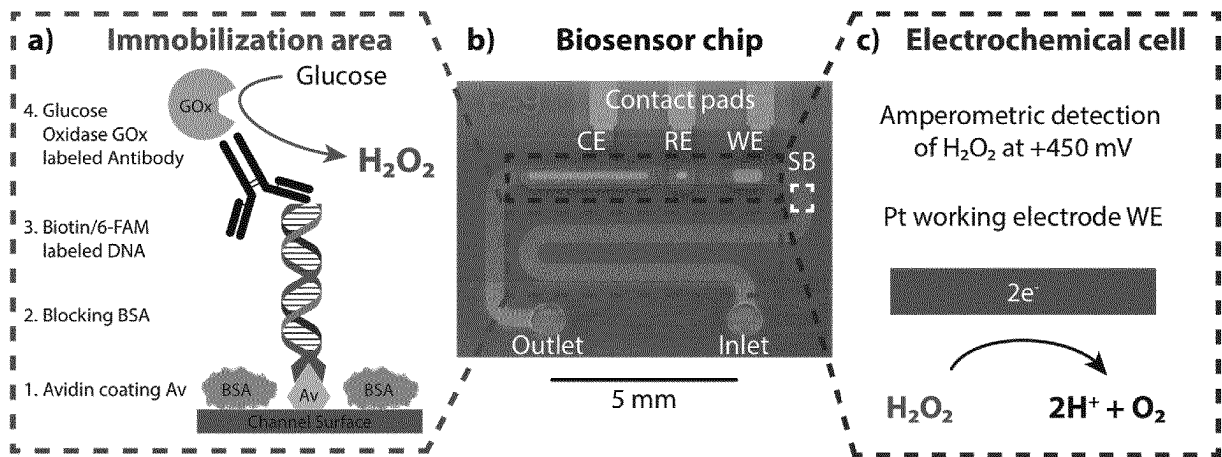 a) Immobilization area
Glucose
GOx
4. Glucose
Oxidase GOx
labeled Antibody
H₂O₂
3. Biotin/6-FAM
labeled DNA
2. Blocking BSA
1. Avidin coating Av
BSA
Av
BSA
Channel Surface
b) Biosensor chip
Contact pads
CE RE WE
SB
Outlet Inlet
5 mm
c) Electrochemical cell
Amperometric detection
of H₂O₂ at +450 mV
Pt working electrode WE
2e⁻
H₂O₂ 2H⁺ + O₂